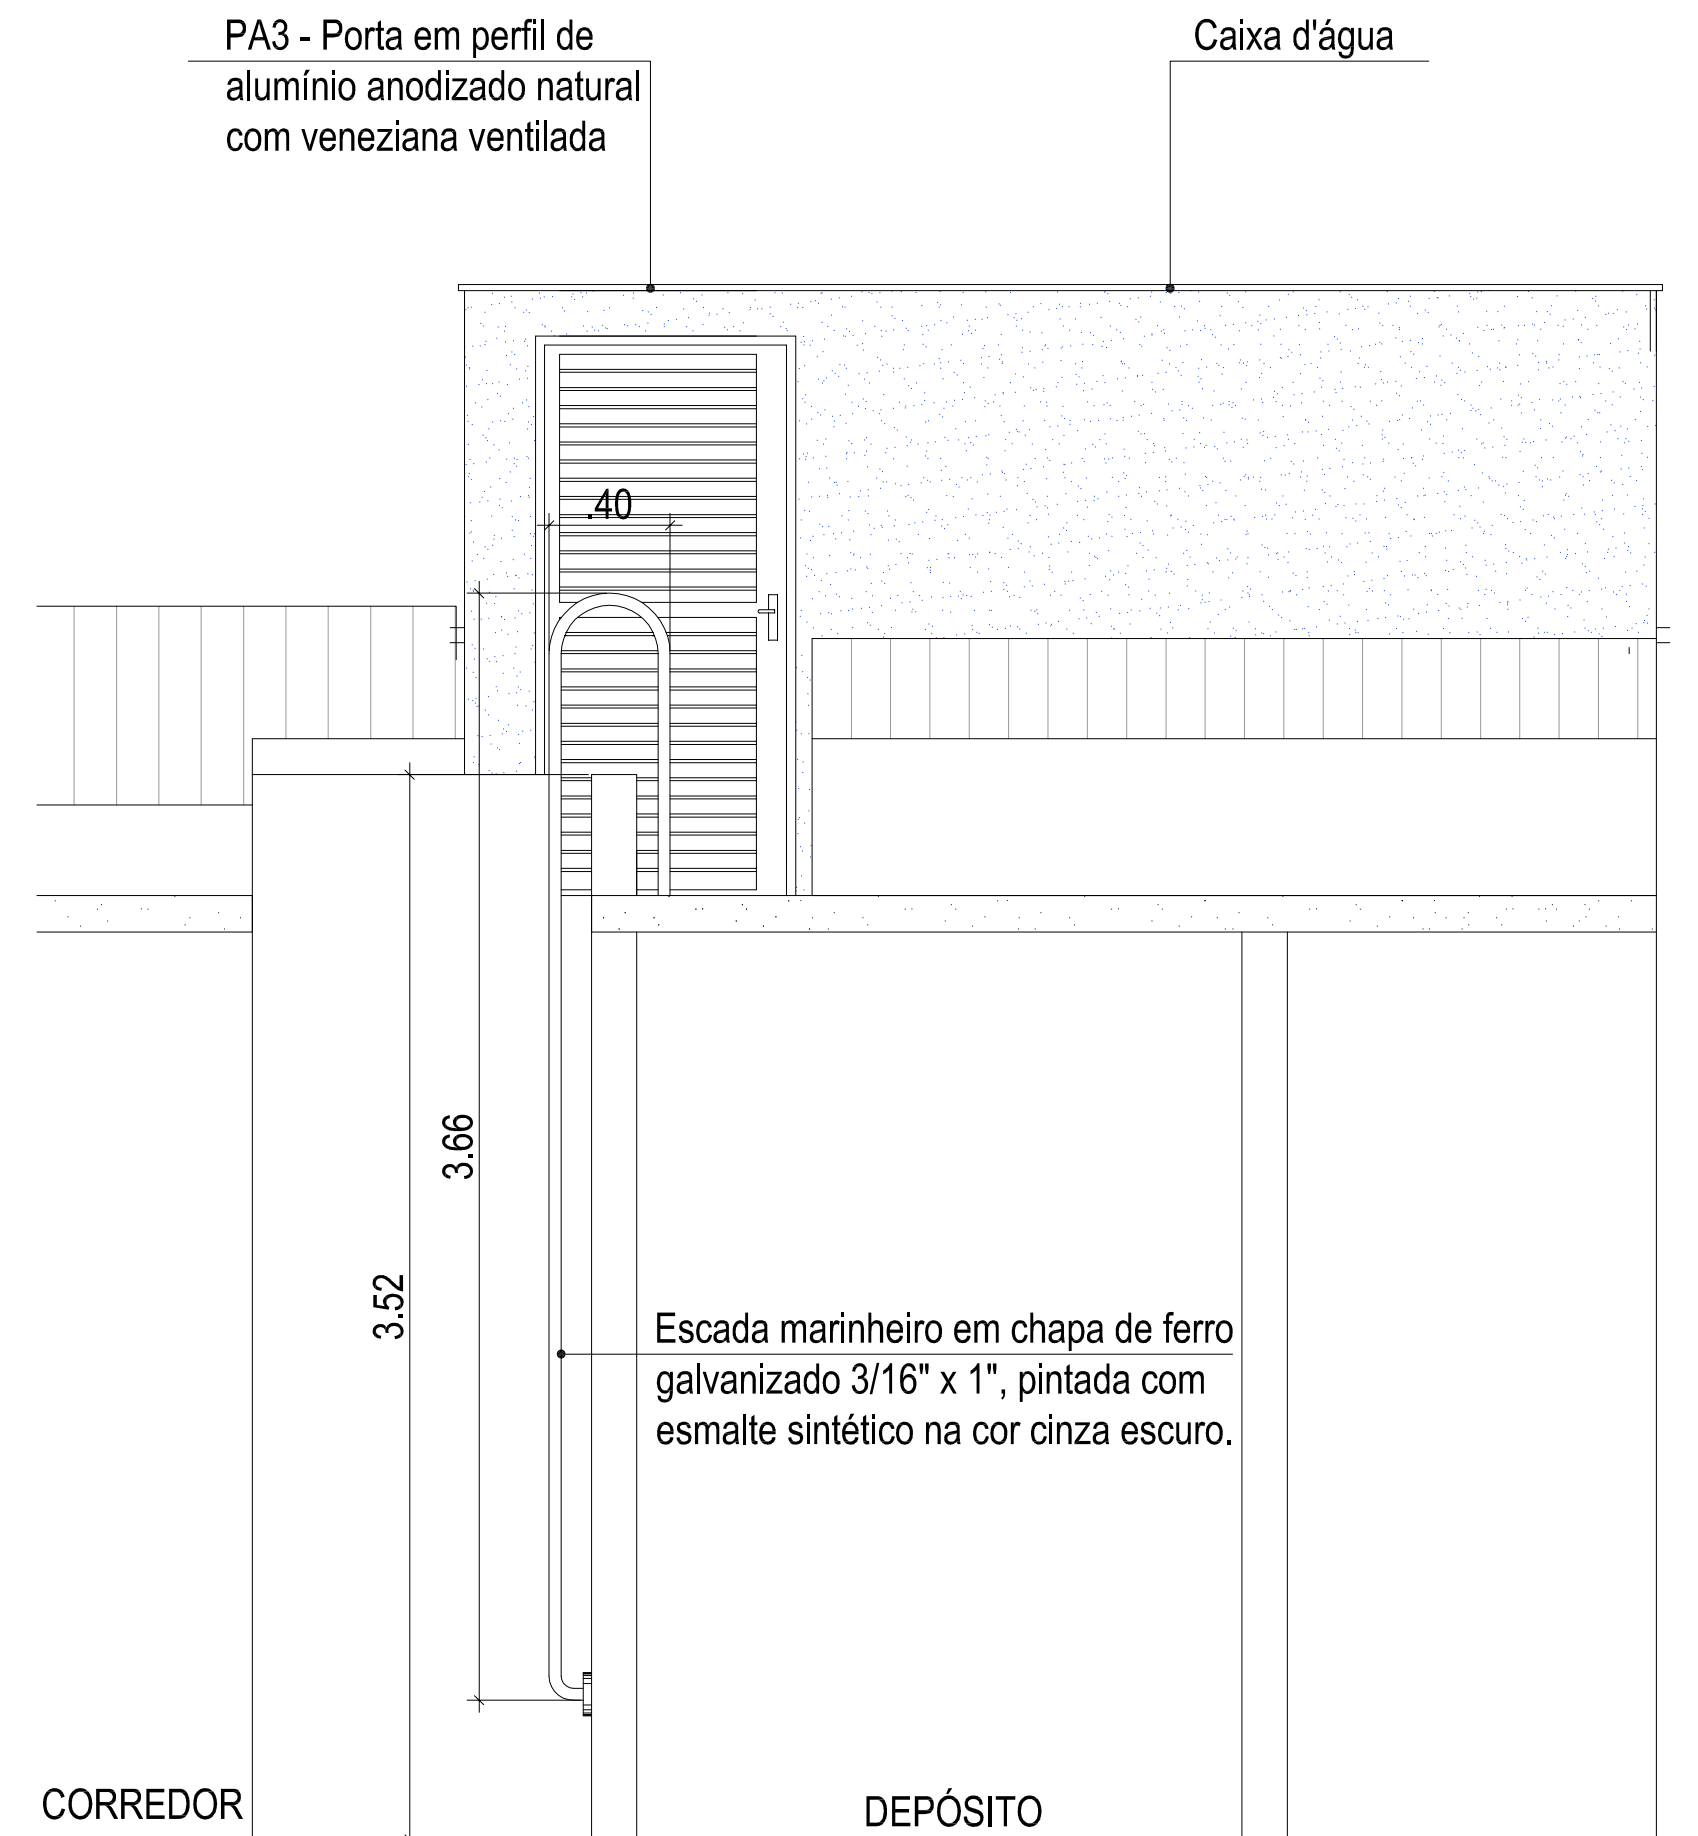 PA3 - Porta em perfil de
alumínio anodizado natural
com veneziana ventilada
Caixa d'água
.40
3.66
3.52
Escada marinheiro em chapa de ferro
galvanizado 3/16" x 1", pintada com
esmalte sintético na cor cinza escuro.
CORREDOR
DEPÓSITO